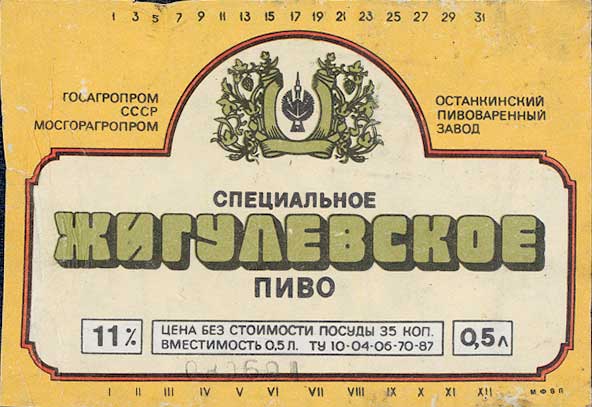 1 3 5 7 9 11 13 15 17 19 21 23 25 27 29 31
ГОСАГРОПРОМ
СССР
МОСГОРАГРОПРОМ
ОСТАНКИНСКИЙ
ПИВОВАРЕННЫЙ
ЗАВОД
СПЕЦИАЛЬНОЕ
ЖИГУЛЕВСКОЕ
ПИВО
11%
ЦЕНА БЕЗ СТОИМОСТИ ПОСУДЫ 35 КОП.
ВМЕСТИМОСТЬ 0,5 Л. ТУ 10-04-06-70-87
0,5 л
I II III IV V VI VII VIII IX X XI XII